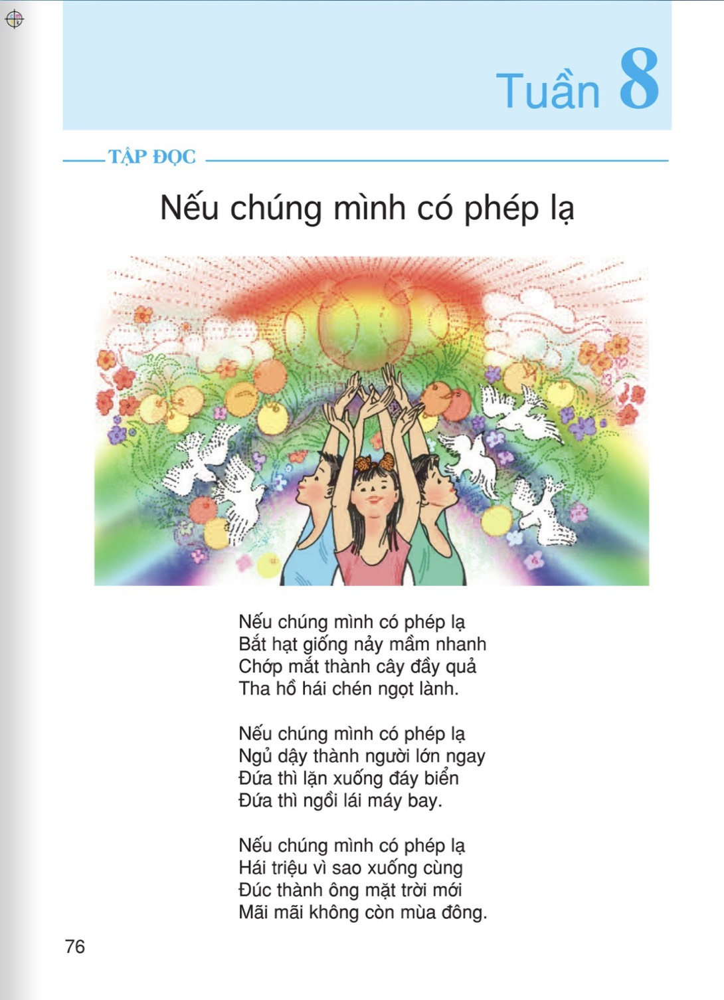 Tuần 8
TẬP ĐỌC
Nếu chúng mình có phép lạ
Nếu chúng mình có phép lạ
Bắt hạt giống nảy mầm nhanh
Chớp mắt thành cây đầy quả
Tha hồ hái chén ngọt lành.
Nếu chúng mình có phép lạ
Ngủ dậy thành người lớn ngay
Đứa thì lặn xuống đáy biển
Đứa thì ngồi lái máy bay.
Nếu chúng mình có phép lạ
Hái triệu vì sao xuống cùng
Đúc thành ông mặt trời mới
Mãi mãi không còn mùa đông.
76